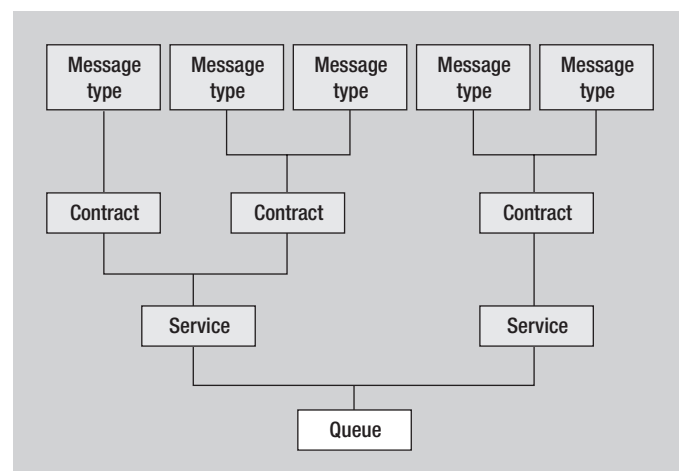 Message
type
Message
type
Message
type
Message
type
Message
type
Contract
Contract
Contract
Service
Service
Queue